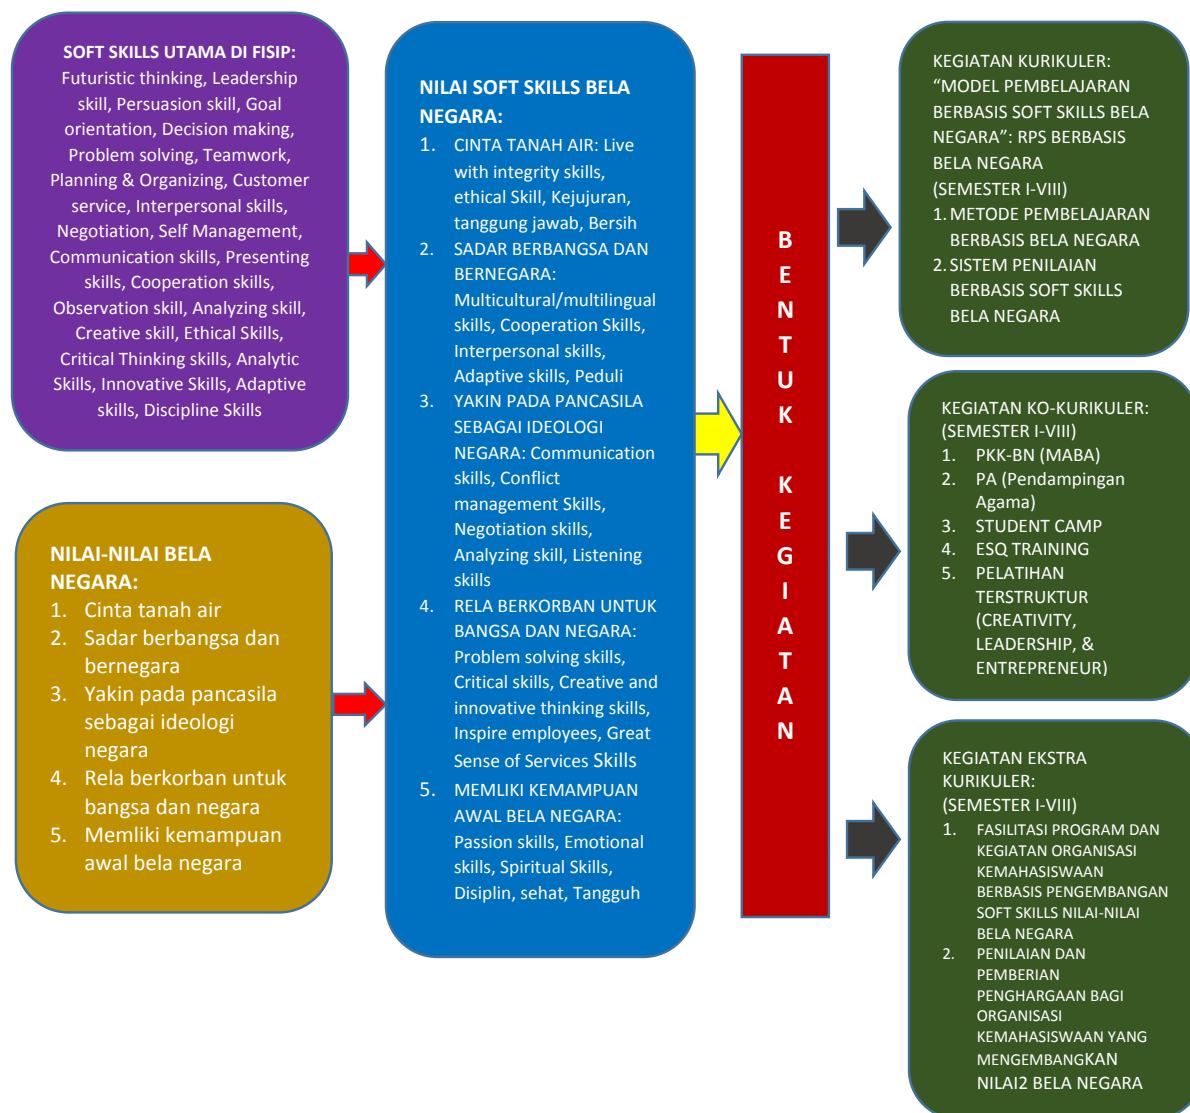 SOFT SKILLS UTAMA DI FISIP:
Futuristic thinking, Leadership
skill, Persuasion skill, Goal
orientation, Decision making,
Problem solving, Teamwork,
Planning & Organizing, Customer
service, Interpersonal skills,
Negotiation, Self Management,
Communication skills, Presenting
skills, Cooperation skills,
Observation skill, Analyzing skill,
Creative skill, Ethical Skills,
Critical Thinking skills, Analytic
Skills, Innovative Skills, Adaptive
skills, Discipline Skills
NILAI-NILAI BELA
NEGARA:
1. Cinta tanah air
2. Sadar berbangsa dan
bernegara
3. Yakin pada pancasila
sebagai ideologi
negara
4. Rela berkorban untuk
bangsa dan negara
5. Memliki kemampuan
awal bela negara
NILAI SOFT SKILLS BELA
NEGARA:
1. CINTA TANAH AIR: Live
with integrity skills,
ethical Skill, Kejujuran,
tanggung jawab, Bersih
2. SADAR BERBANGSA DAN
BERNEGARA:
Multicultural/multilingual
skills, Cooperation Skills,
Interpersonal skills,
Adaptive skills, Peduli
3. YAKIN PADA PANCASILA
SEBAGAI IDEOLOGI
NEGARA: Communication
skills, Conflict
management Skills,
Negotiation skills,
Analyzing skill, Listening
skills
4. RELA BERKORBAN UNTUK
BANGSA DAN NEGARA:
Problem solving skills,
Critical skills, Creative and
innovative thinking skills,
Inspire employees, Great
Sense of Services Skills
5. MEMLIKI KEMAMPUAN
AWAL BELA NEGARA:
Passion skills, Emotional
skills, Spiritual Skills,
Disiplin, sehat, Tangguh
B
E
N
T
U
K
K
E
G
I
A
T
A
N
KEGIATAN KURIKULER:
“MODEL PEMBELAJARAN
BERBASIS SOFT SKILLS BELA
NEGARA”: RPS BERBASIS
BELA NEGARA
(SEMESTER I-VIII)
1. METODE PEMBELAJARAN
BERBASIS BELA NEGARA
2. SISTEM PENILAIAN
BERBASIS SOFT SKILLS
BELA NEGARA
KEGIATAN KO-KURIKULER:
(SEMESTER I-VIII)
1. PKK-BN (MABA)
2. PA (Pendampingan
Agama)
3. STUDENT CAMP
4. ESQ TRAINING
5. PELATIHAN
TERSTRUKTUR
(CREATIVITY,
LEADERSHIP, &
ENTREPRENEUR)
KEGIATAN EKSTRA
KURIKULER:
(SEMESTER I-VIII)
1. FASILITASI PROGRAM DAN
KEGIATAN ORGANISASI
KEMAHASISWAAN
BERBASIS PENGEMBANGAN
SOFT SKILLS NILAI-NILAI
BELA NEGARA
2. PENILAIAN DAN
PEMBERIAN
PENGHARGAAN BAGI
ORGANISASI
KEMAHASISWAAN YANG
MENGEMBANGKAN
NILAI2 BELA NEGARA